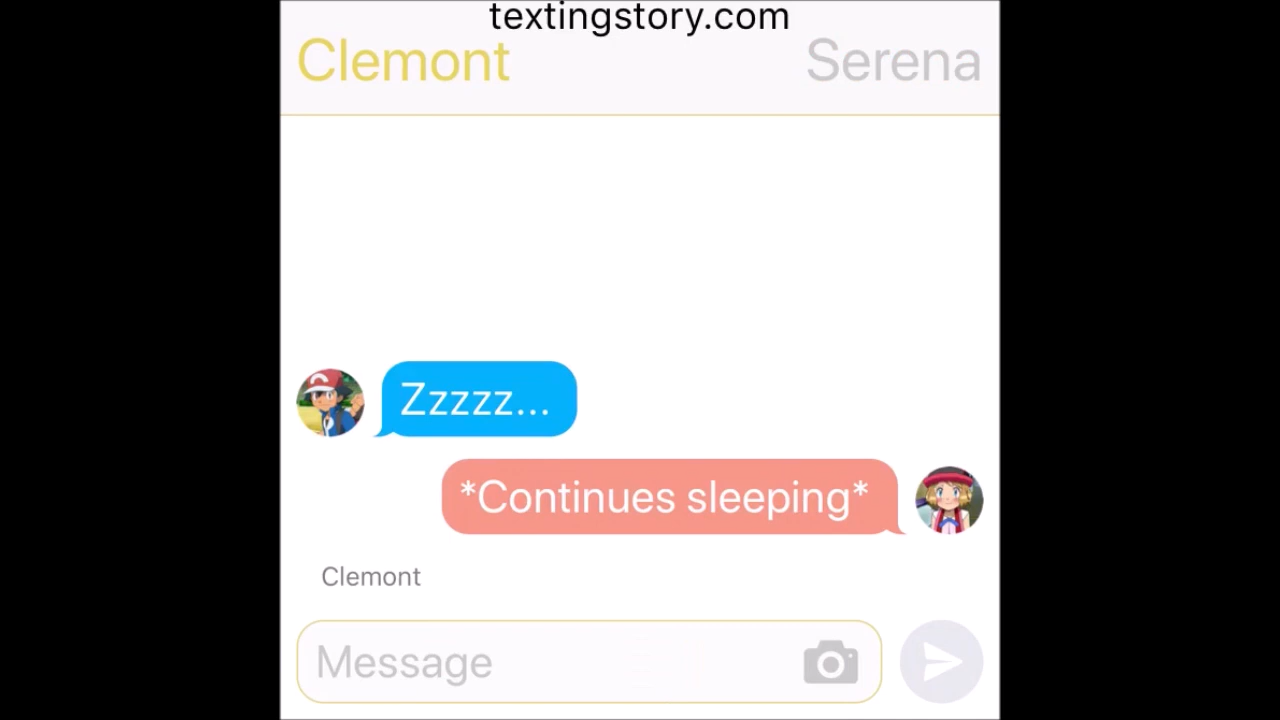 textingstory.com
Clemont Serena
Zzzzz...
*Continues sleeping*
Clemont
Message